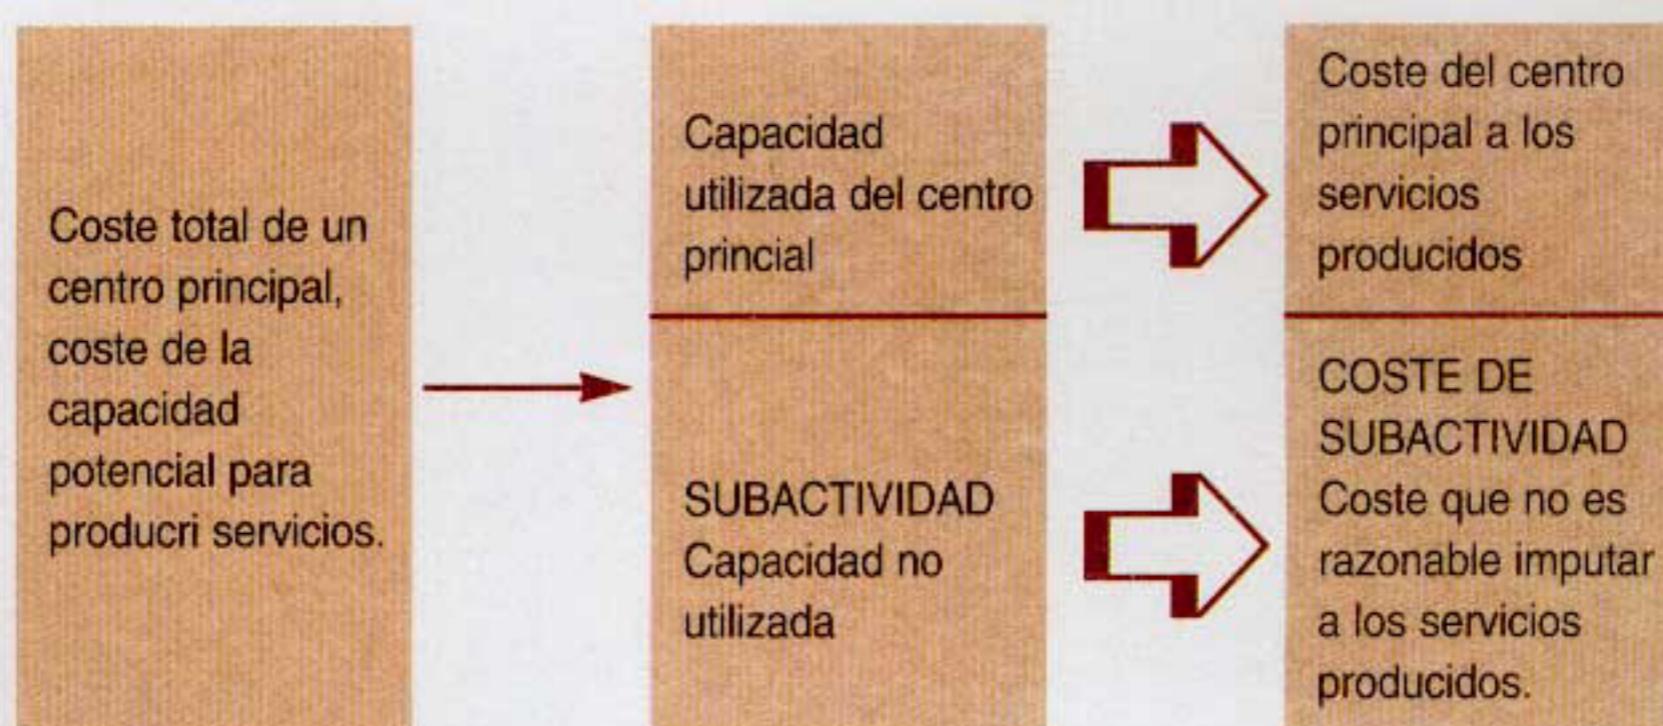 Coste total de un
centro principal,
coste de la
capacidad
potencial para
producri servicios.
Capacidad
utilizada del centro
princial
SUBACTIVIDAD
Capacidad no
utilizada
Coste del centro
principal a los
servicios
producidos
COSTE DE
SUBACTIVIDAD
Coste que no es
razonable imputar
a los servicios
producidos.